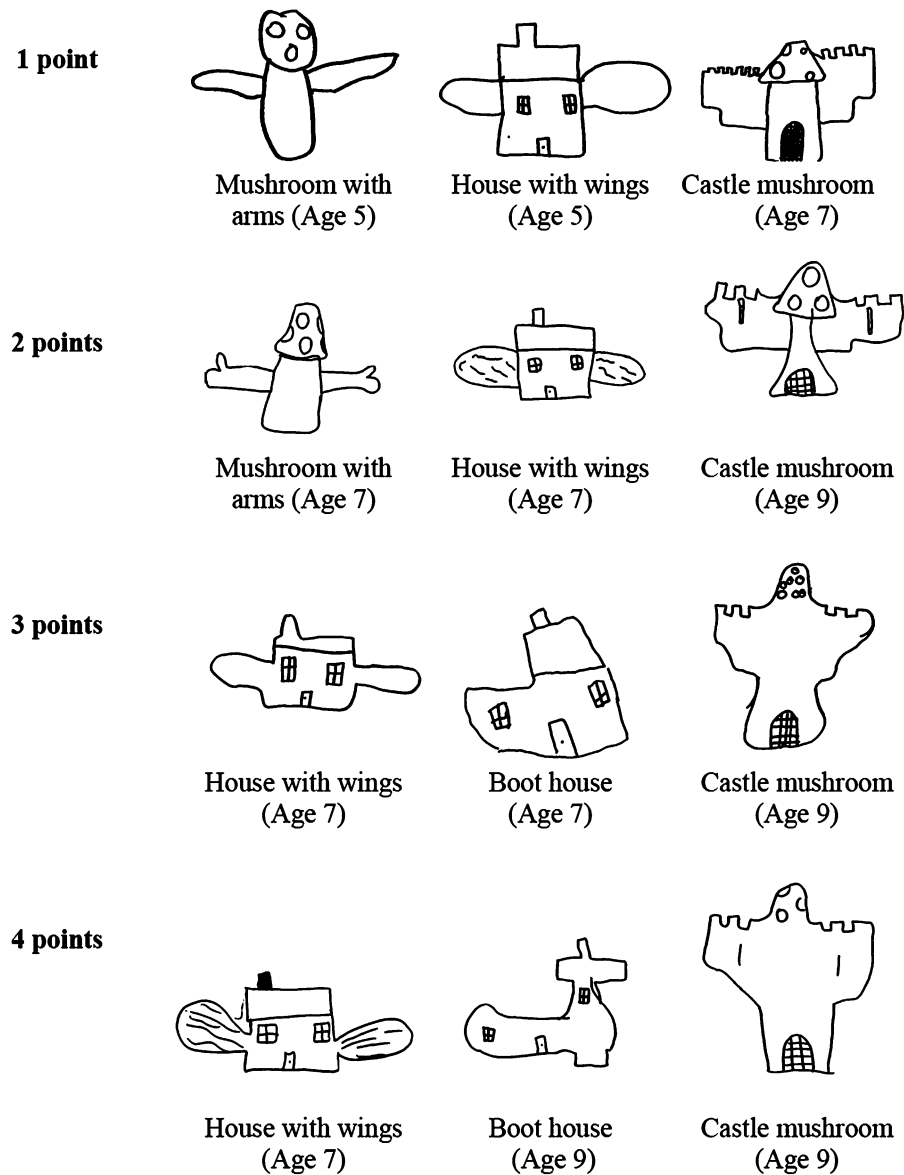 1 point
Mushroom with
arms (Age 5)
House with wings
(Age 5)
Castle mushroom
(Age 7)
2 points
Mushroom with
arms (Age 7)
House with wings
(Age 7)
Castle mushroom
(Age 9)
3 points
House with wings
(Age 7)
Boot house
(Age 7)
Castle mushroom
(Age 9)
4 points
House with wings
(Age 7)
Boot house
(Age 9)
Castle mushroom
(Age 9)